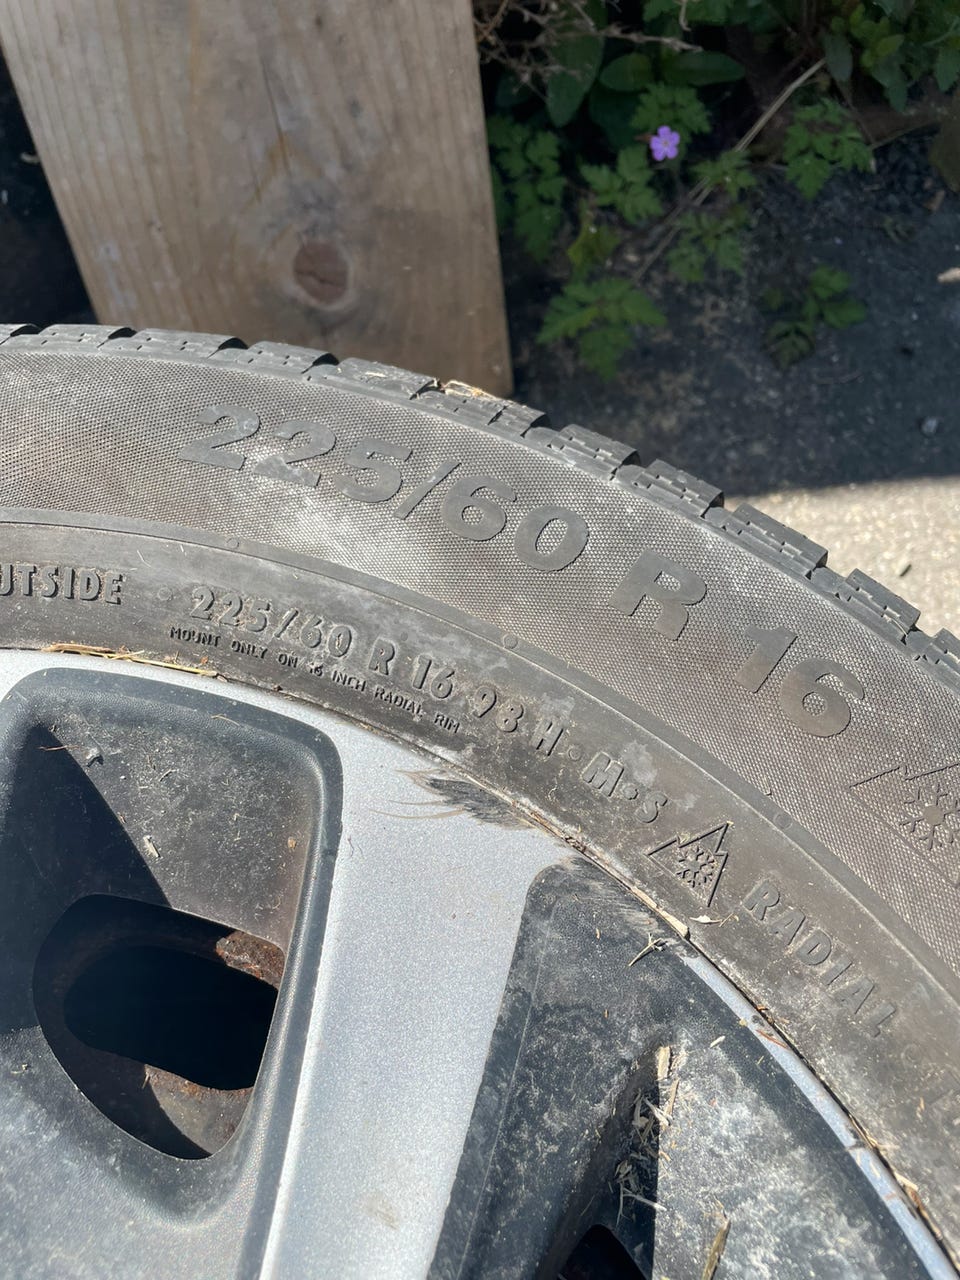 225/60 R 16
UTSIDE 225/60 R 16 98 H • M • S RADIAL
MOUNT ONLY ON 16 INCH RADIAL RIM